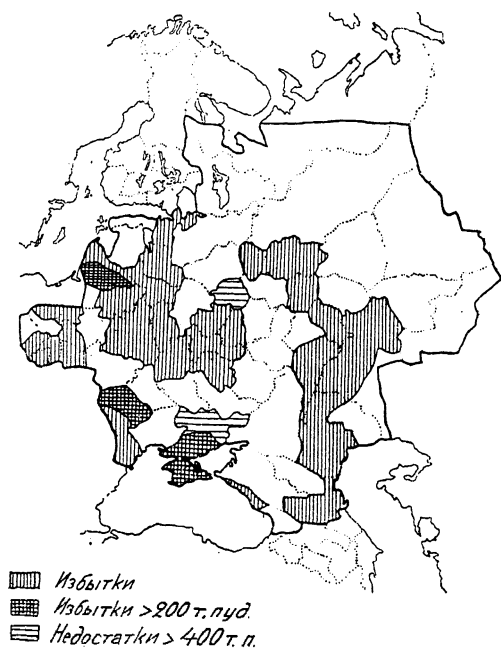 Избытки
Избытки >200 т. пуд.
Недостатки > 400 т. п.